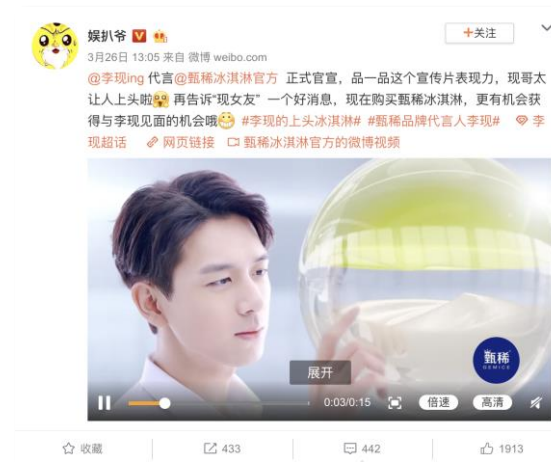 娱扒爷
+关注
3月26日 13:05 来自 微博 weibo.com
@李现ing 代言@甄稀冰淇淋官方 正式官宣，品一品这个宣传片表现力，现哥太
让人上头啦 再告诉“现女友” 一个好消息，现在购买甄稀冰淇淋，更有机会获
得与李现见面的机会哦 #李现的上头冰淇淋# #甄稀品牌代言人李现# 李
现超话 网页链接 甄稀冰淇淋官方的微博视频
甄稀
GEMICE
展开
0:03/0:15 倍速 高清
收藏 433 442 1913